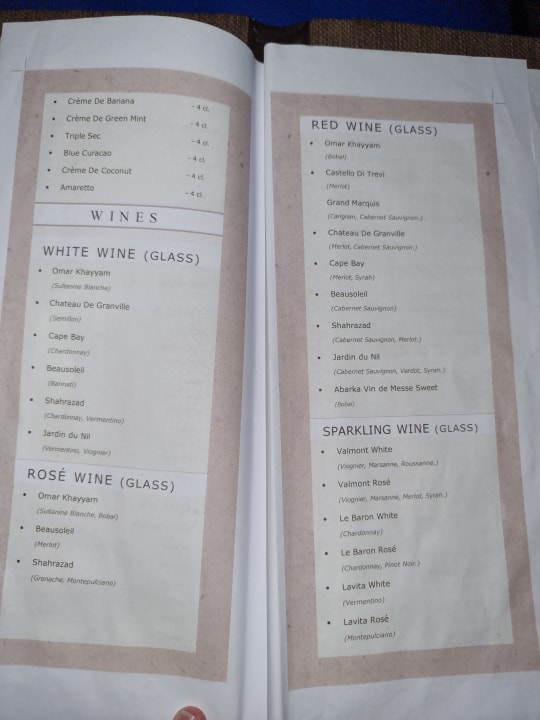 Crème De Banana - 4 cl.
Crème De Green Mint - 4 cl.
Triple Sec - 4 cl.
Blue Curacao - 4 cl.
Crème De Coconut - 4 cl.
Amaretto - 4 cl.
WINES
WHITE WINE (GLASS)
Omar Khayyam
(Sultanine Blanche)
Chateau De Granville
(Semillon)
Cape Bay
(Chardonnay)
Beausoleil
(Bannati)
Shahrazad
(Chardonnay, Vermentino)
Jardin du Nil
(Vermentino, Viognier)
ROSÉ WINE (GLASS)
Omar Khayyam
(Sultanine Blanche, Bobal)
Beausoleil
(Merlot)
Shahrazad
(Grenache, Montepulciano)
RED WINE (GLASS)
Omar Khayyam
(Bobal)
Castello Di Trevi
(Merlot)
Grand Marquis
(Carignan, Cabernet Sauvignon.)
Chateau De Granville
(Merlot, Cabernet Sauvignon.)
Cape Bay
(Merlot, Syrah)
Beausoleil
(Cabernet Sauvignon)
Shahrazad
(Cabernet Sauvignon, Merlot.)
Jardin du Nil
(Cabernet Sauvignon, Verdot, Syrah.)
Abarka Vin de Messe Sweet
(Bobal)
SPARKLING WINE (GLASS)
Valmont White
(Viognier, Marsanne, Roussanne.)
Valmont Rosé
(Viognier, Marsanne, Merlot, Syrah.)
Le Baron White
(Chardonnay)
Le Baron Rosé
(Chardonnay, Pinot Noir.)
Lavita White
(Vermentino)
Lavita Rosé
(Montepulciano)